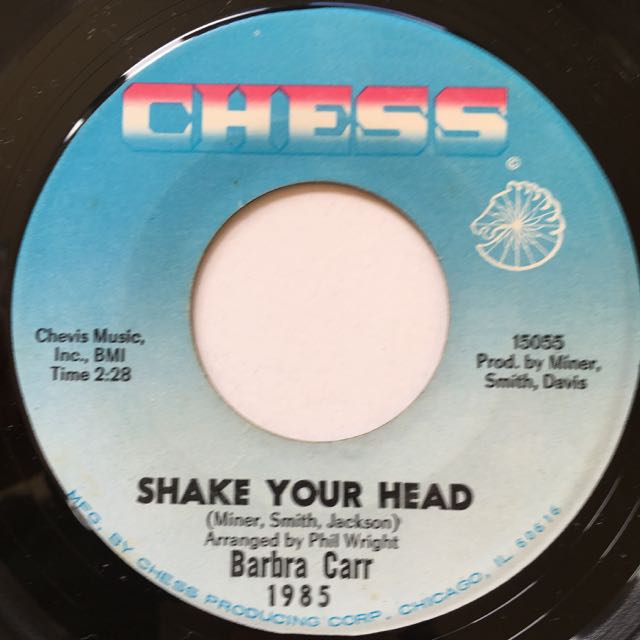 CHESS
©
Chevis Music,
Inc., BMI
Time 2:28
15055
Prod. by Miner,
Smith, Davis
SHAKE YOUR HEAD
(Miner, Smith, Jackson)
Arranged by Phil Wright
Barbra Carr
1985
MFG. BY CHESS PRODUCING CORP. CHICAGO, IL 60616